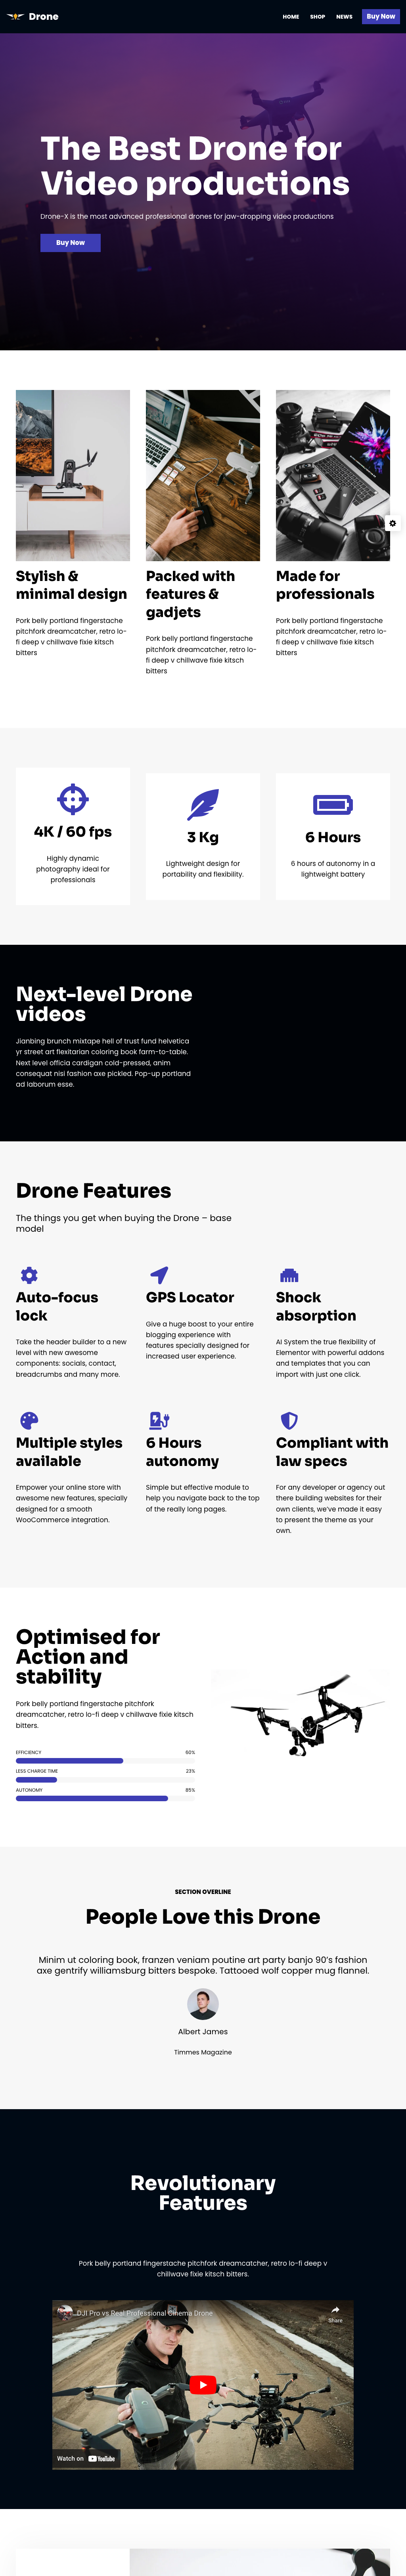 Drone
HOME
SHOP
NEWS
Buy Now
The Best Drone for
Video productions
Drone-X is the most advanced professional drones for jaw-dropping video productions
Buy Now
Stylish &
minimal design
Pork belly portland fingerstache
pitchfork dreamcatcher, retro lo-
fi deep v chillwave fixie kitsch
bitters
Packed with
features &
gadjets
Pork belly portland fingerstache
pitchfork dreamcatcher, retro lo-
fi deep v chillwave fixie kitsch
bitters
Made for
professionals
Pork belly portland fingerstache
pitchfork dreamcatcher, retro lo-
fi deep v chillwave fixie kitsch
bitters
4K / 60 fps
Highly dynamic
photography ideal for
professionals
3 Kg
Lightweight design for
portability and flexibility.
6 Hours
6 hours of autonomy in a
lightweight battery
Next-level Drone
videos
Jianbing brunch mixtape hell of trust fund helvetica
yr street art flexitarian coloring book farm-to-table.
Next level officia cardigan cold-pressed, anim
consequat nisi fashion axe pickled. Pop-up portland
ad laborum esse.
Drone Features
The things you get when buying the Drone – base
model
Auto-focus
lock
Take the header builder to a new
level with new awesome
components: socials, contact,
breadcrumbs and many more.
GPS Locator
Give a huge boost to your entire
blogging experience with
features specially designed for
increased user experience.
Shock
absorption
AI System the true flexibility of
Elementor with powerful addons
and templates that you can
import with just one click.
Multiple styles
available
Empower your online store with
awesome new features, specially
designed for a smooth
WooCommerce integration.
6 Hours
autonomy
Simple but effective module to
help you navigate back to the top
of the really long pages.
Compliant with
law specs
For any developer or agency out
there building websites for their
own clients, we've made it easy
to present the theme as your
own.
Optimised for
Action and
stability
Pork belly portland fingerstache pitchfork
dreamcatcher, retro lo-fi deep v chillwave fixie kitsch
bitters.
EFFICIENCY 60%
LESS CHARGE TIME 23%
AUTONOMY 85%
SECTION OVERLINE
People Love this Drone
Minim ut coloring book, franzen veniam poutine art party banjo 90's fashion
axe gentrify williamsburg bitters bespoke. Tattooed wolf copper mug flannel.
Albert James
Timmes Magazine
Revolutionary
Features
Pork belly portland fingerstache pitchfork dreamcatcher, retro lo-fi deep v
chillwave fixie kitsch bitters.
DJI Pro vs Real Professional Cinema Drone
Share
Watch on YouTube